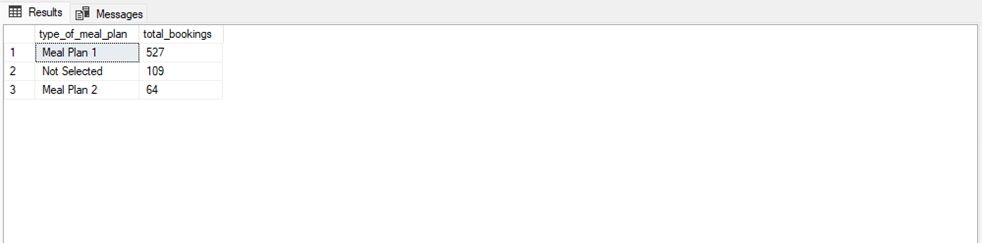 Results Messages
type_of_meal_plan total_bookings
1 Meal Plan 1 527
2 Not Selected 109
3 Meal Plan 2 64